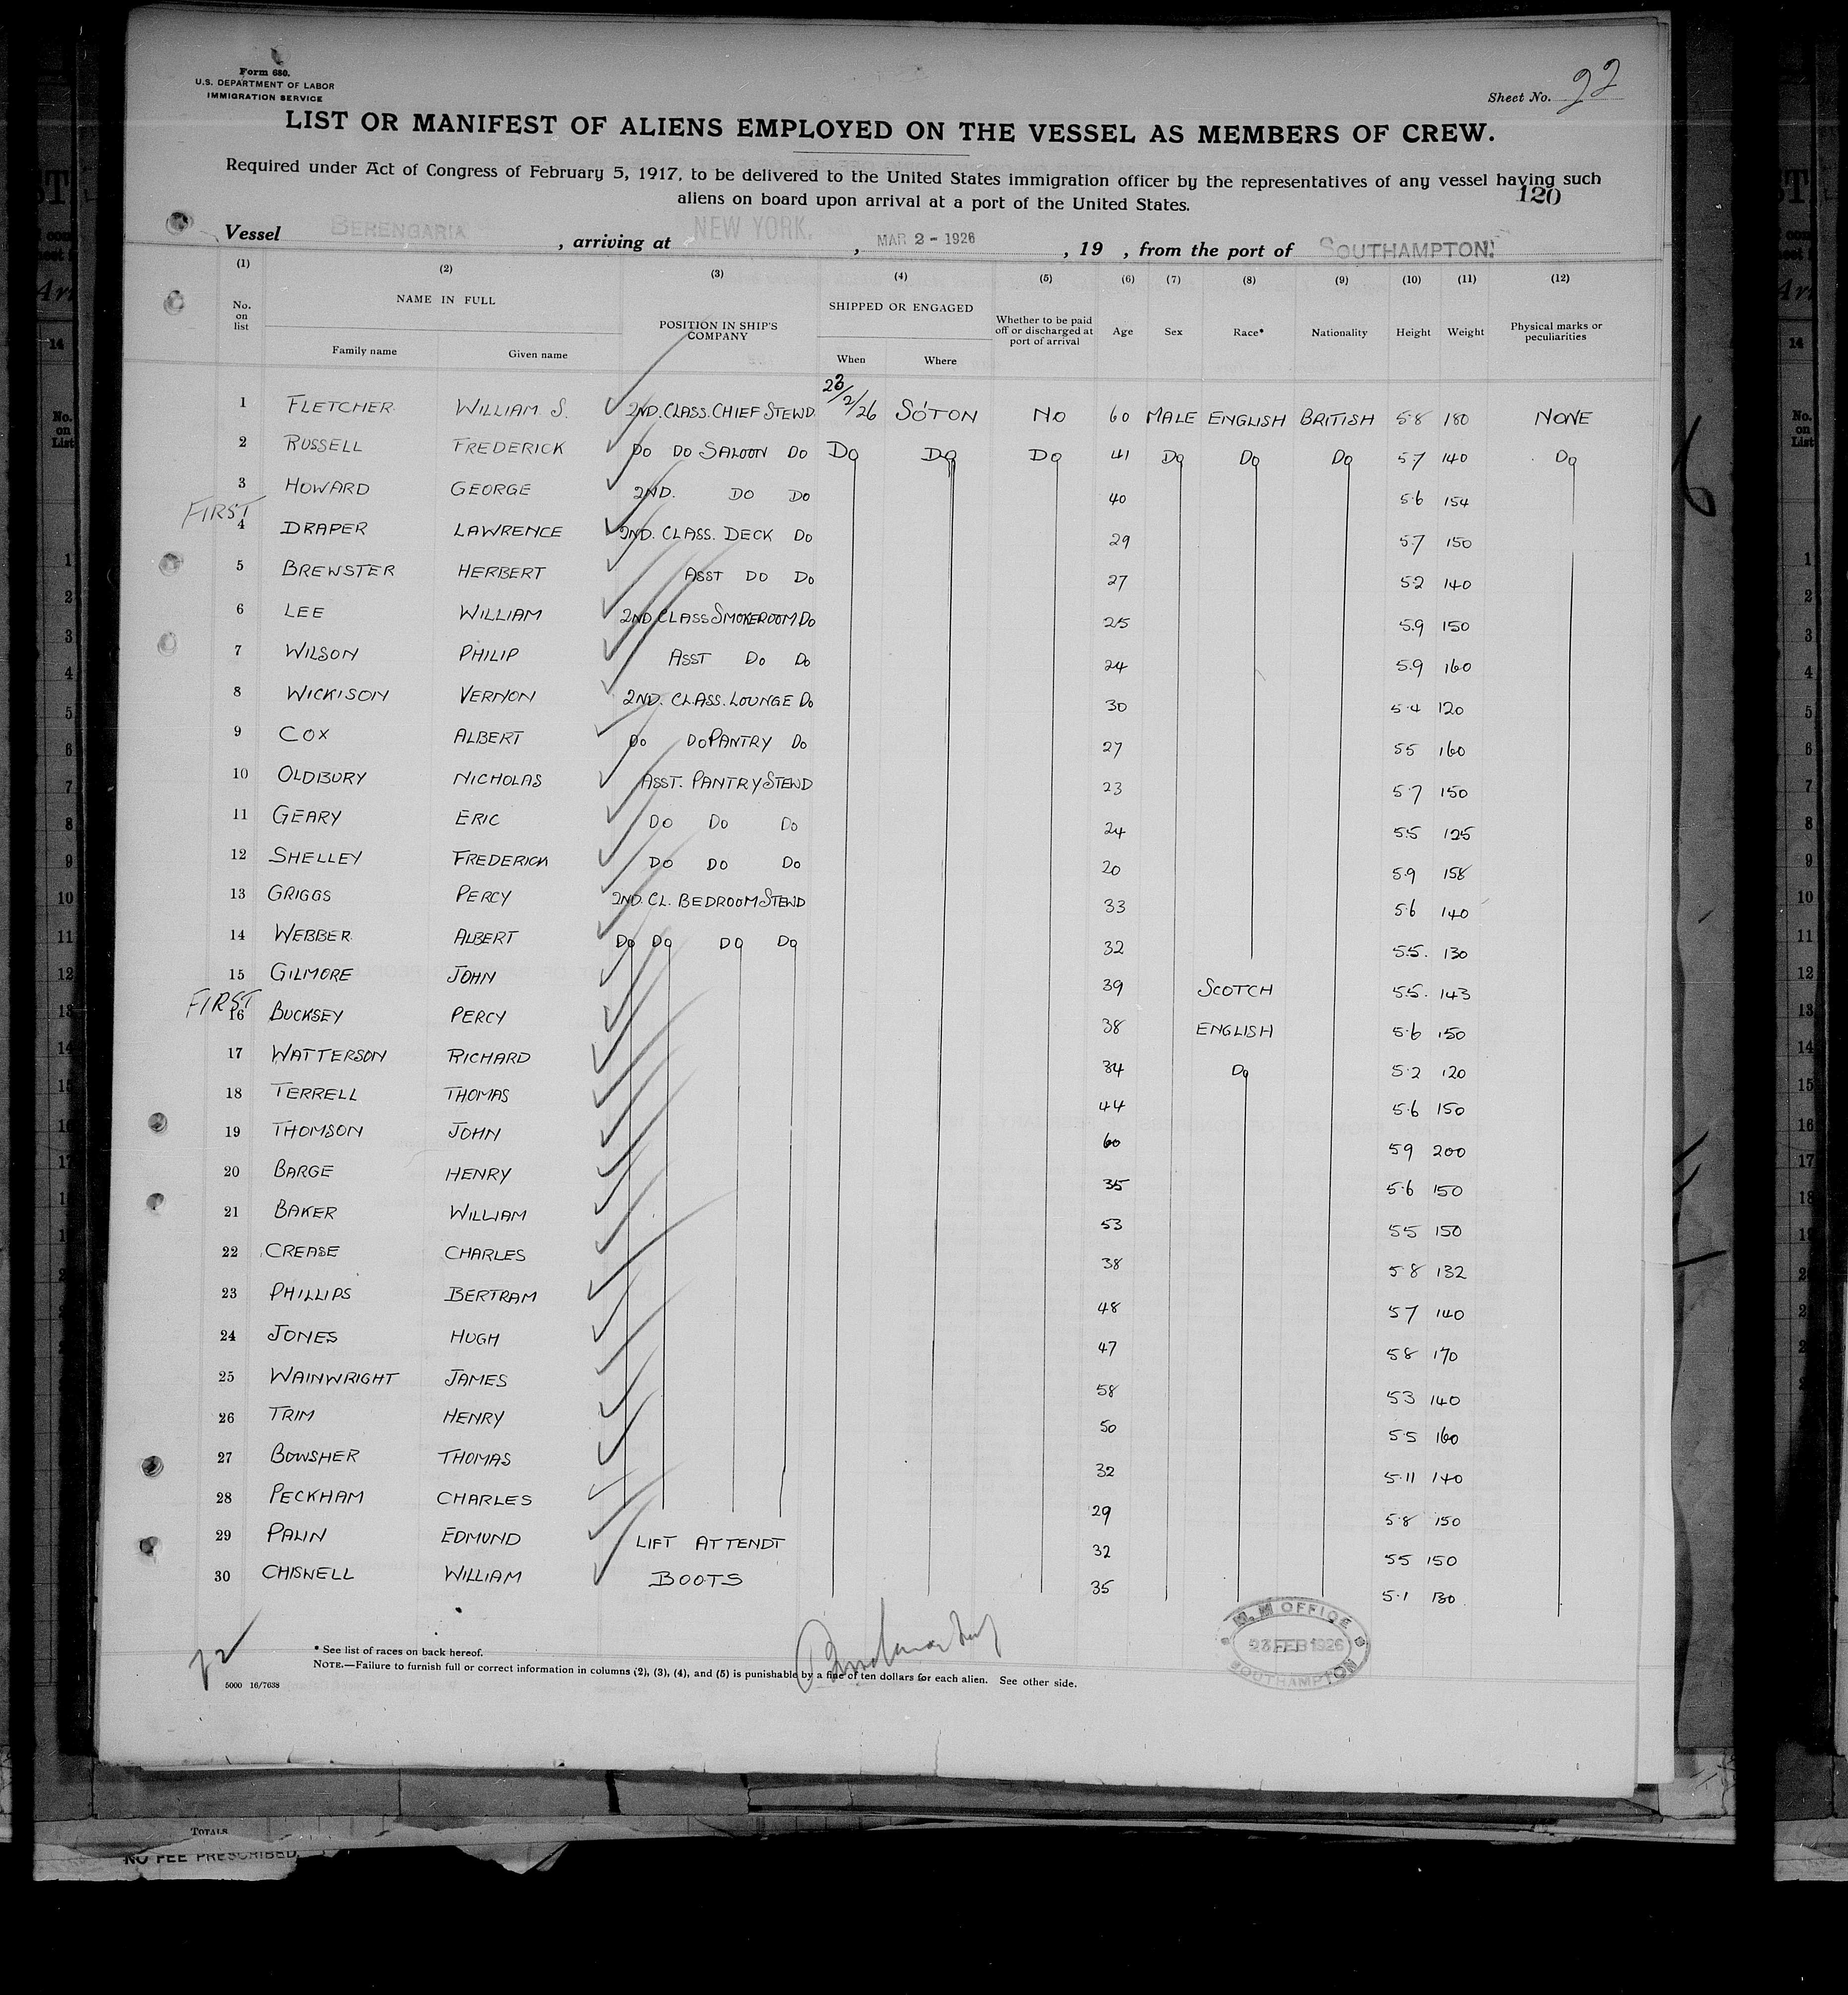 Form 680.
U.S. DEPARTMENT OF LABOR
IMMIGRATION SERVICE
Sheet No. 22
LIST OR MANIFEST OF ALIENS EMPLOYED ON THE VESSEL AS MEMBERS OF CREW.
Required under Act of Congress of February 5, 1917, to be delivered to the United States immigration officer by the representatives of any vessel having such
aliens on board upon arrival at a port of the United States.
120
Vessel BERENGARIA, arriving at NEW YORK., MAR 2 - 1926, 19 , from the port of SOUTHAMPTON.
(1) (2) (3) (4) (5) (6) (7) (8) (9) (10) (11) (12)
No. on list NAME IN FULL POSITION IN SHIP'S COMPANY SHIPPED OR ENGAGED Whether to be paid off or discharged at port of arrival Age Sex Race* Nationality Height Weight Physical marks or peculiarities
Family name Given name When Where
1 FLETCHER WILLIAM S. 2ND. CLASS. CHIEF STEWD. 23/2/26 SO'TON NO 60 MALE ENGLISH BRITISH 5·8 180 NONE
2 RUSSELL FREDERICK DO DO SALOON DO DO DO DO 41 DO DO DO 5·7 140 DO
3 HOWARD GEORGE 2ND. DO DO 40 5·6 154
FIRST
4 DRAPER LAWRENCE 2ND. CLASS. DECK DO 29 5·7 150
5 BREWSTER HERBERT ASST DO DO 27 5·2 140
6 LEE WILLIAM 2ND CLASS SMOKEROOM DO 25 5·9 150
7 WILSON PHILIP ASST DO DO 24 5·9 160
8 WICKISON VERNON 2ND. CLASS. LOUNGE DO 30 5·4 120
9 COX ALBERT DO DO PANTRY DO 27 5·5 160
10 OLDBURY NICHOLAS ASST. PANTRY STEWD 23 5·7 150
11 GEARY ERIC DO DO DO 24 5·5 125
12 SHELLEY FREDERICK DO DO DO 20 5·9 158
13 GRIGGS PERCY 2ND. CL. BEDROOM STEWD 33 5·6 140
14 WEBBER ALBERT DO DO DO DO 32 5·5. 130
15 GILMORE JOHN 39 SCOTCH 5·5. 143
FIRST
16 BUCKSEY PERCY 38 ENGLISH 5·6 150
17 WATTERSON RICHARD 34 DO 5·2 120
18 TERRELL THOMAS 44 5·6 150
19 THOMSON JOHN 60 5·9 200
20 BARGE HENRY 35 5·6 150
21 BAKER WILLIAM 53 5·5 150
22 CREASE CHARLES 38 5·8 132
23 PHILLIPS BERTRAM 48 5·7 140
24 JONES HUGH 47 5·8 170
25 WAINWRIGHT JAMES 58 5·3 140
26 TRIM HENRY 50 5·5 160
27 BOWSHER THOMAS 32 5·11 140
28 PECKHAM CHARLES 29 5·8 150
29 PALIN EDMUND LIFT ATTENDT 32 5·5 150
30 CHISWELL WILLIAM BOOTS 35 5·1 130
M. M OFFICE
23 FEB 1926
SOUTHAMPTON
* See list of races on back hereof.
NOTE.—Failure to furnish full or correct information in columns (2), (3), (4), and (5) is punishable by a fine of ten dollars for each alien. See other side.
5000 16/7638
TOTALS
NO FEE PRESCRIBED.